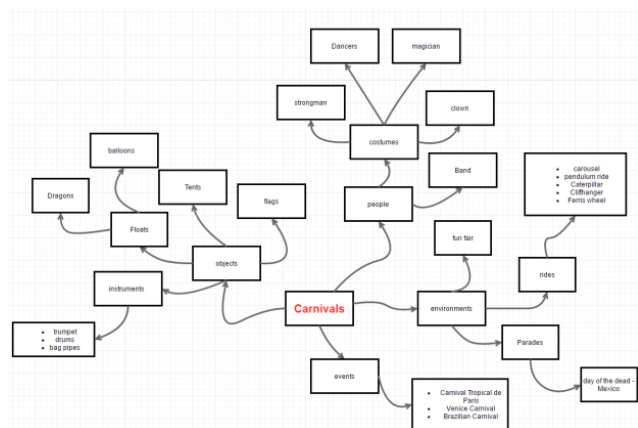 Dancers
magician
strongman
clown
costumes
balloons
Band
carousel
pendulum ride
Caterpillar
Cliffhanger
Ferris wheel
Dragons
Tents
flags
people
Floats
fun fair
objects
rides
instruments
Carnivals
environments
trumpet
drums
bag pipes
Parades
events
day of the dead -
Mexico
Carnival Tropical de
Paris
Venice Carnival
Brazilian Carnival